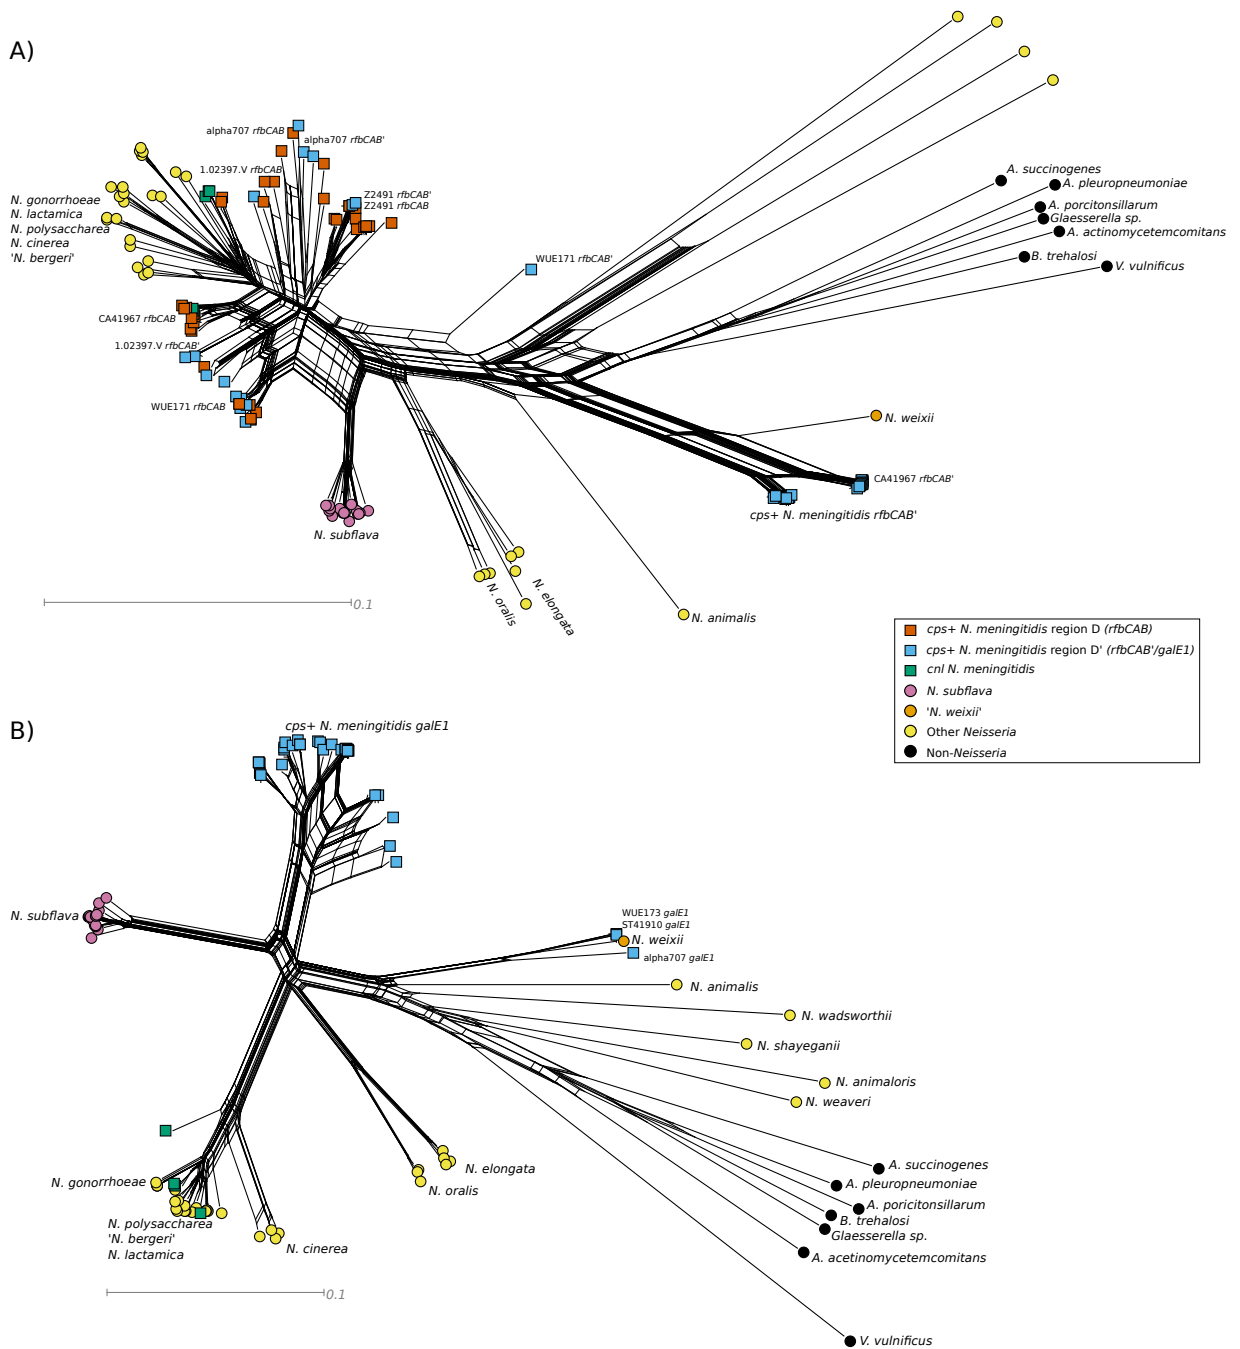 A)
alpha707 rfbCAB
alpha707 rfbCAB'
1.02397.V rfbCAB
Z2491 rfbCAB'
Z2491 rfbCAB
N. gonorrhoeae
N. lactamica
N. polysaccharea
N. cinerea
'N. bergeri'
A. succinogenes
A. pleuropneumoniae
A. porcitonsillarum
Glaesserella sp.
A. actinomycetemcomitans
B. trehalosi
V. vulnificus
WUE171 rfbCAB'
CA41967 rfbCAB
1.02397.V rfbCAB'
WUE171 rfbCAB
N. weixii
CA41967 rfbCAB'
cps+ N. meningitidis rfbCAB'
N. subflava
N. oralis
N. elongata
N. animalis
0.1
cps+ N. meningitidis region D (rfbCAB)
cps+ N. meningitidis region D' (rfbCAB'/galE1)
cnl N. meningitidis
N. subflava
'N. weixii'
Other Neisseria
Non-Neisseria
B)
cps+ N. meningitidis galE1
N. subflava
WUE173 galE1
ST41910 galE1
N. weixii
alpha707 galE1
N. animalis
N. wadsworthii
N. shayeganii
N. animaloris
N. weaveri
A. succinogenes
A. pleuropneumoniae
A. poricitonsillarum
B. trehalosi
Glaesserella sp.
A. acetinomycetemcomitans
V. vulnificus
N. elongata
N. oralis
N. gonorrhoeae
N. polysaccharea
'N. bergeri'
N. lactamica
N. cinerea
0.1